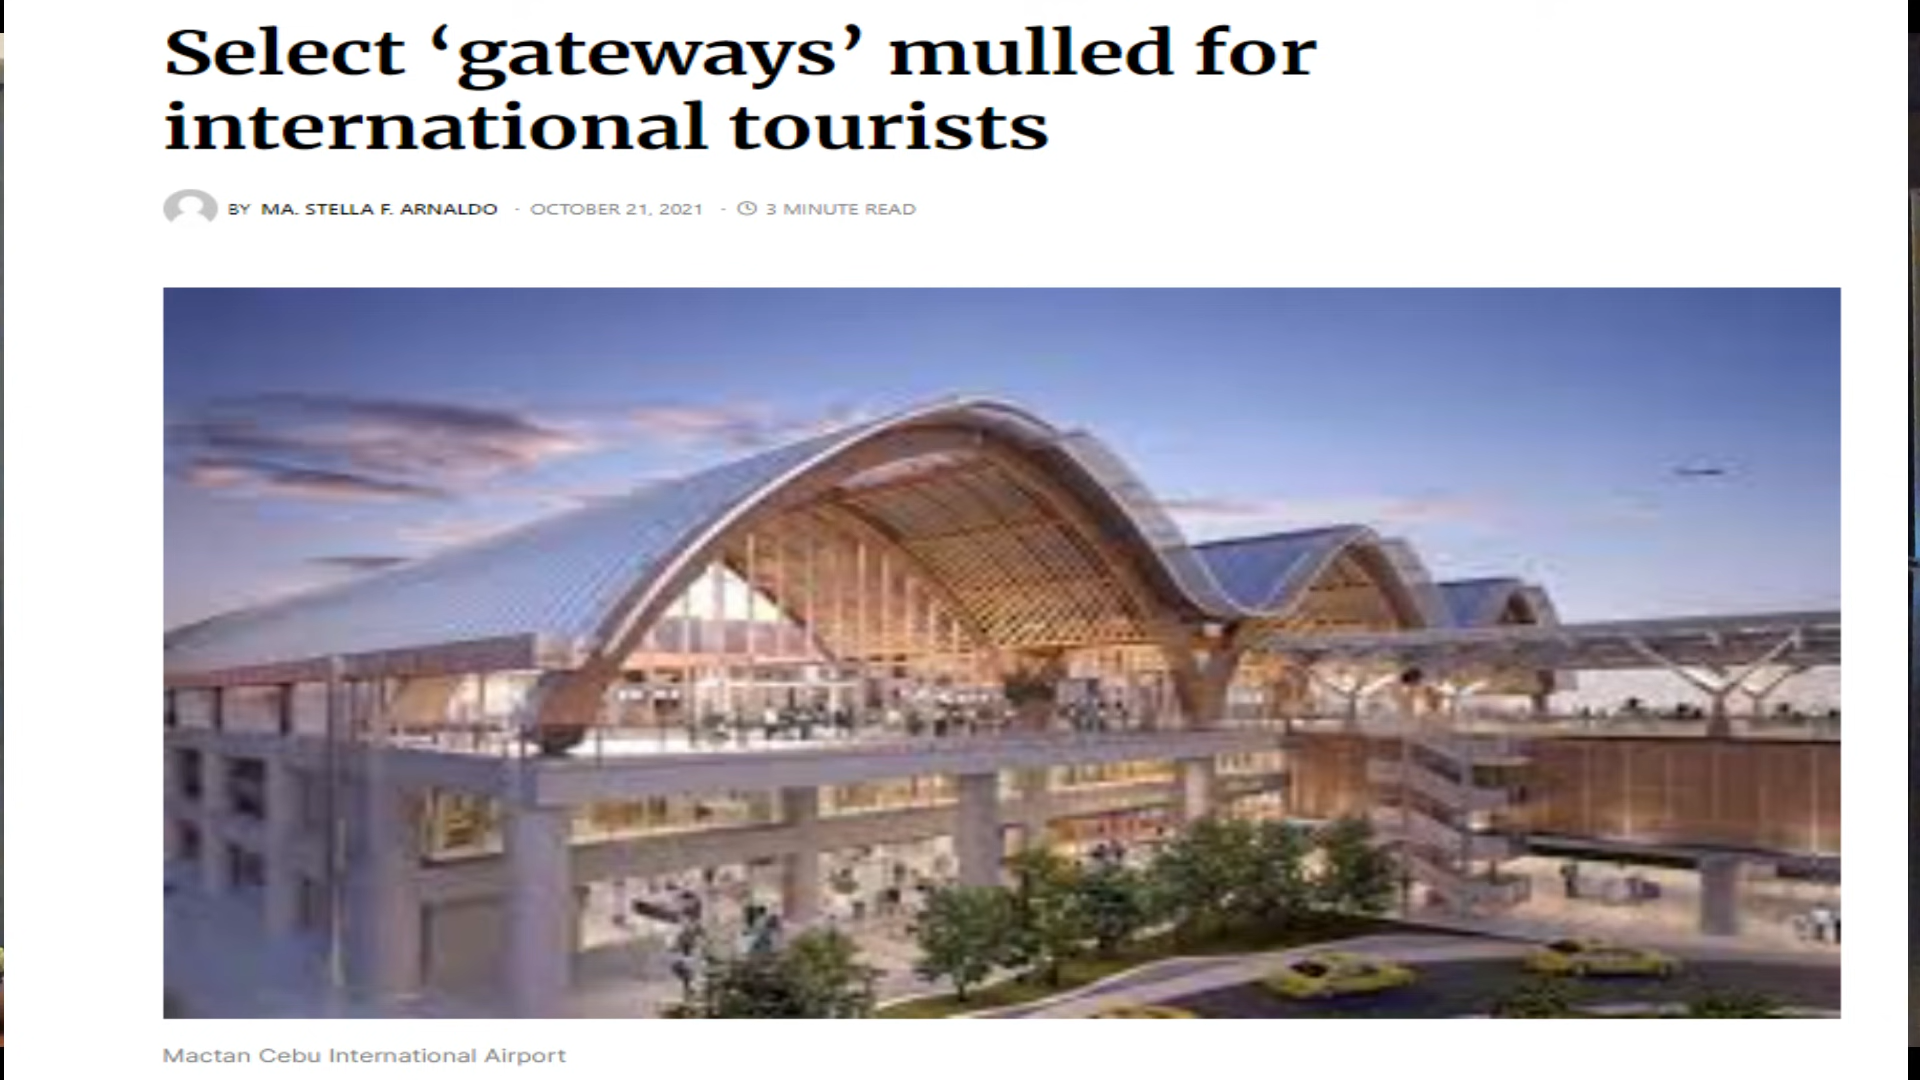 Select ‘gateways’ mulled for
international tourists
BY MA. STELLA F. ARNALDO - OCTOBER 21, 2021 - 3 MINUTE READ
Mactan Cebu International Airport